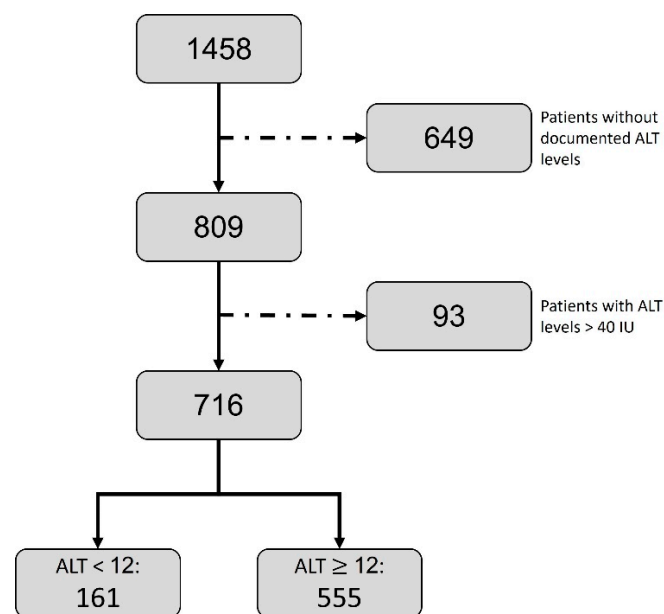 1458
649
Patients without
documented ALT
levels
809
93
Patients with ALT
levels > 40 IU
716
ALT < 12:
161
ALT ≥ 12:
555